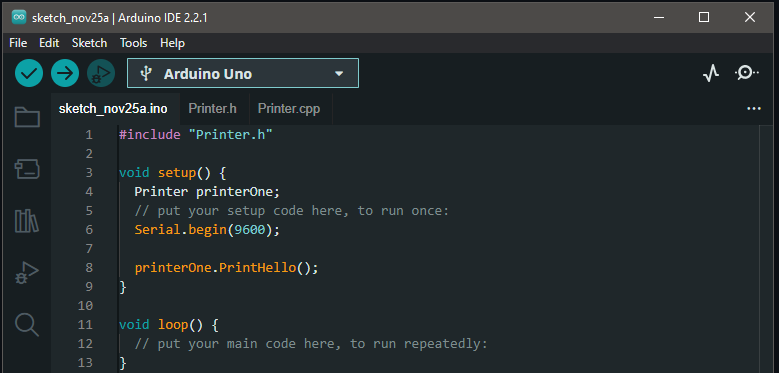 sketch_nov25a | Arduino IDE 2.2.1
File Edit Sketch Tools Help
Arduino Uno
sketch_nov25a.ino Printer.h Printer.cpp
1 #include "Printer.h"
2
3 void setup() {
4   Printer printerOne;
5   // put your setup code here, to run once:
6   Serial.begin(9600);
7
8   printerOne.PrintHello();
9 }
10
11 void loop() {
12   // put your main code here, to run repeatedly:
13 }